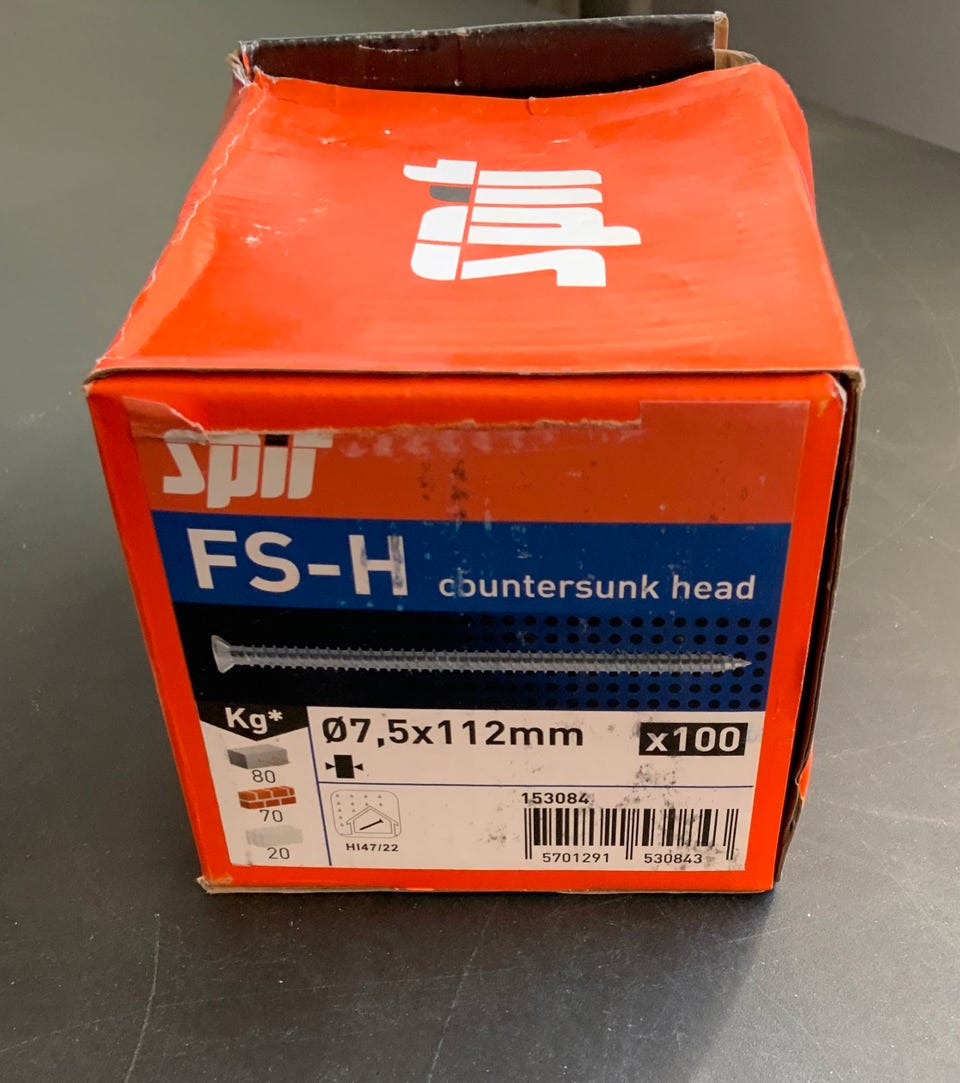 spit
spit
FS-H countersunk head
Kg*
Ø7,5x112mm x100
80
70
20
HI47/22
153084
5701291 530843